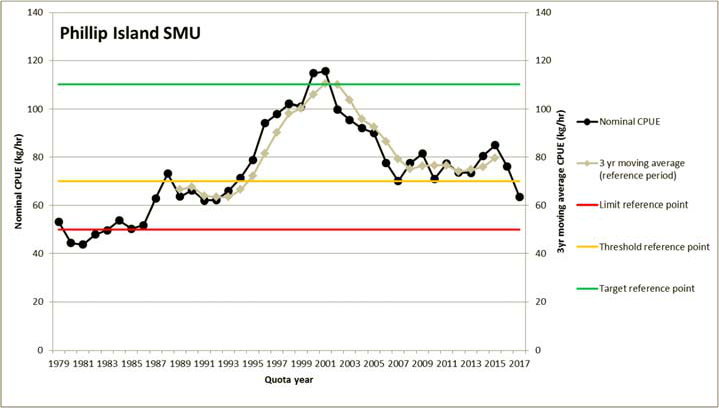 Phillip Island SMU
Nominal CPUE (kg/hr)
140
120
100
80
60
40
20
0
1979 1981 1983 1985 1987 1989 1991 1993 1995 1997 1999 2001 2003 2005 2007 2009 2011 2013 2015 2017
Quota year
140
120
100
80
60
40
20
0
3yr moving average CPUE (kg/hr)
Nominal CPUE
3 yr moving average
(reference period)
Limit reference point
Threshold reference point
Target reference point